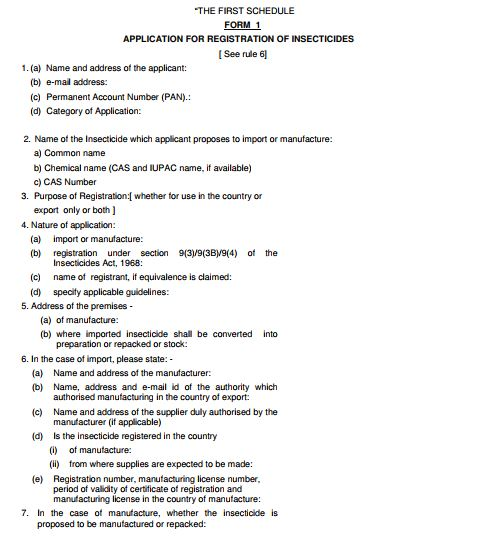 "THE FIRST SCHEDULE
FORM 1
APPLICATION FOR REGISTRATION OF INSECTICIDES
[ See rule 6]
1. (a) Name and address of the applicant:
(b) e-mail address:
(c) Permanent Account Number (PAN).:
(d) Category of Application:
2. Name of the Insecticide which applicant proposes to import or manufacture:
a) Common name
b) Chemical name (CAS and IUPAC name, if available)
c) CAS Number
3. Purpose of Registration:[ whether for use in the country or
export only or both ]
4. Nature of application:
(a) import or manufacture:
(b) registration under section 9(3)/9(3B)/9(4) of the
Insecticides Act, 1968:
(c) name of registrant, if equivalence is claimed:
(d) specify applicable guidelines:
5. Address of the premises -
(a) of manufacture:
(b) where imported insecticide shall be converted into
preparation or repacked or stock:
6. In the case of import, please state: -
(a) Name and address of the manufacturer:
(b) Name, address and e-mail id of the authority which
authorised manufacturing in the country of export:
(c) Name and address of the supplier duly authorised by the
manufacturer (if applicable)
(d) Is the insecticide registered in the country
(i) of manufacture:
(ii) from where supplies are expected to be made:
(e) Registration number, manufacturing license number,
period of validity of certificate of registration and
manufacturing license in the country of manufacture:
7. In the case of manufacture, whether the insecticide is
proposed to be manufactured or repacked: